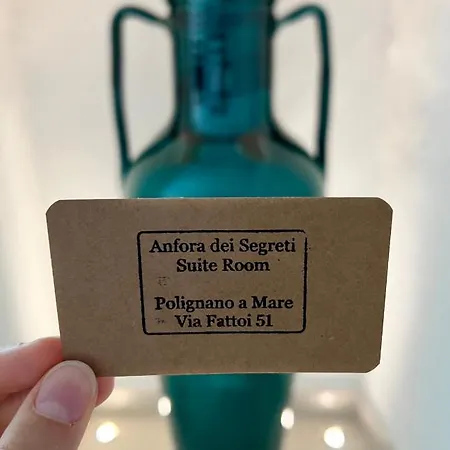 Anfora dei Segreti
Suite Room
Polignano a Mare
Via Fattoi 51